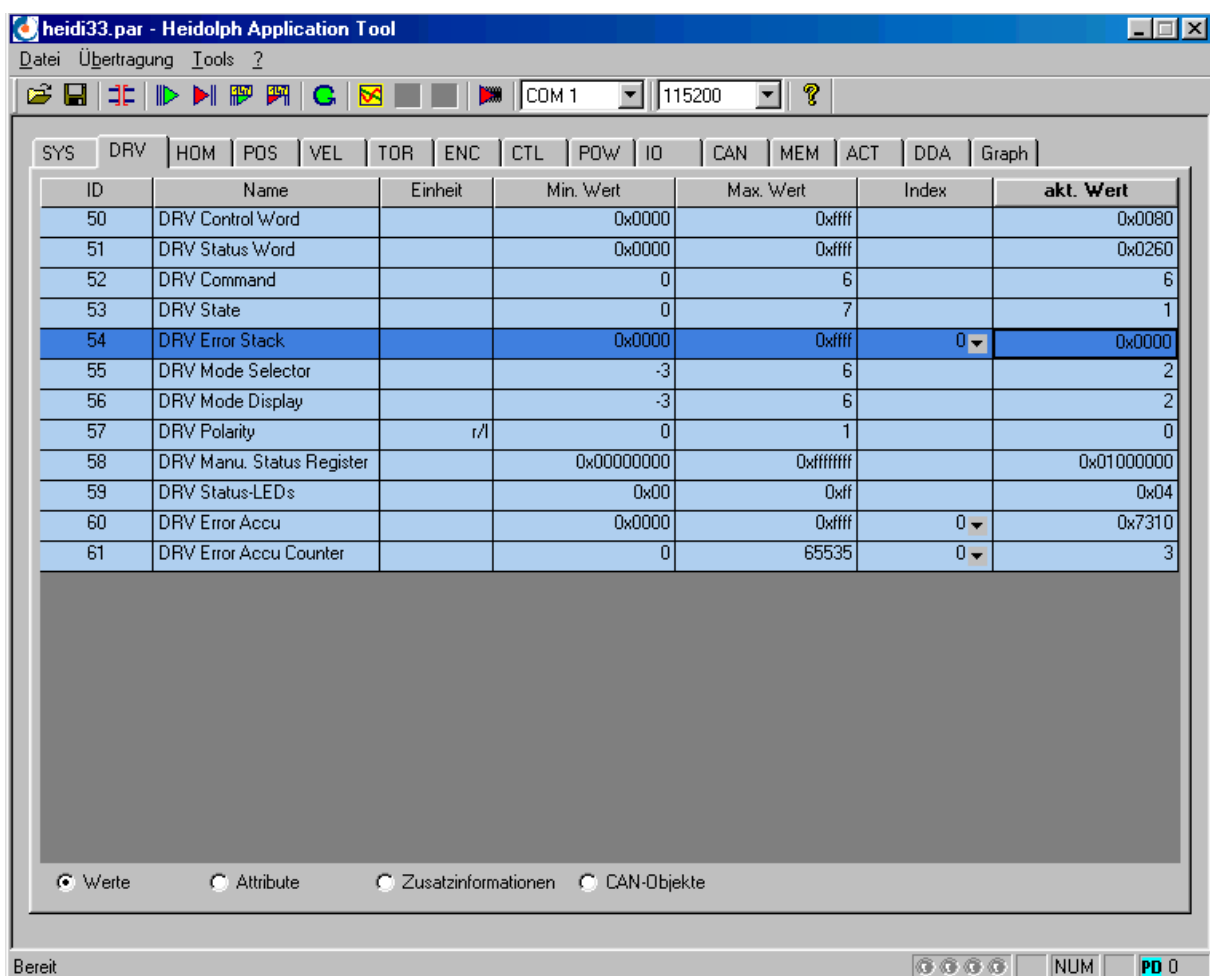 heidi33.par - Heidolph Application Tool
Datei Übertragung Tools ?
COM 1 115200
SYS DRV HOM POS VEL TOR ENC CTL POW IO CAN MEM ACT DDA Graph
ID Name Einheit Min. Wert Max. Wert Index akt. Wert
50 DRV Control Word 0x0000 0xffff 0x0080
51 DRV Status Word 0x0000 0xffff 0x0260
52 DRV Command 0 6 6
53 DRV State 0 7 1
54 DRV Error Stack 0x0000 0xffff 0 0x0000
55 DRV Mode Selector -3 6 2
56 DRV Mode Display -3 6 2
57 DRV Polarity r/l 0 1 0
58 DRV Manu. Status Register 0x00000000 0xffffffff 0x01000000
59 DRV Status-LEDs 0x00 0xff 0x04
60 DRV Error Accu 0x0000 0xffff 0 0x7310
61 DRV Error Accu Counter 0 65535 0 3
Werte Attribute Zusatzinformationen CAN-Objekte
Bereit NUM PD 0